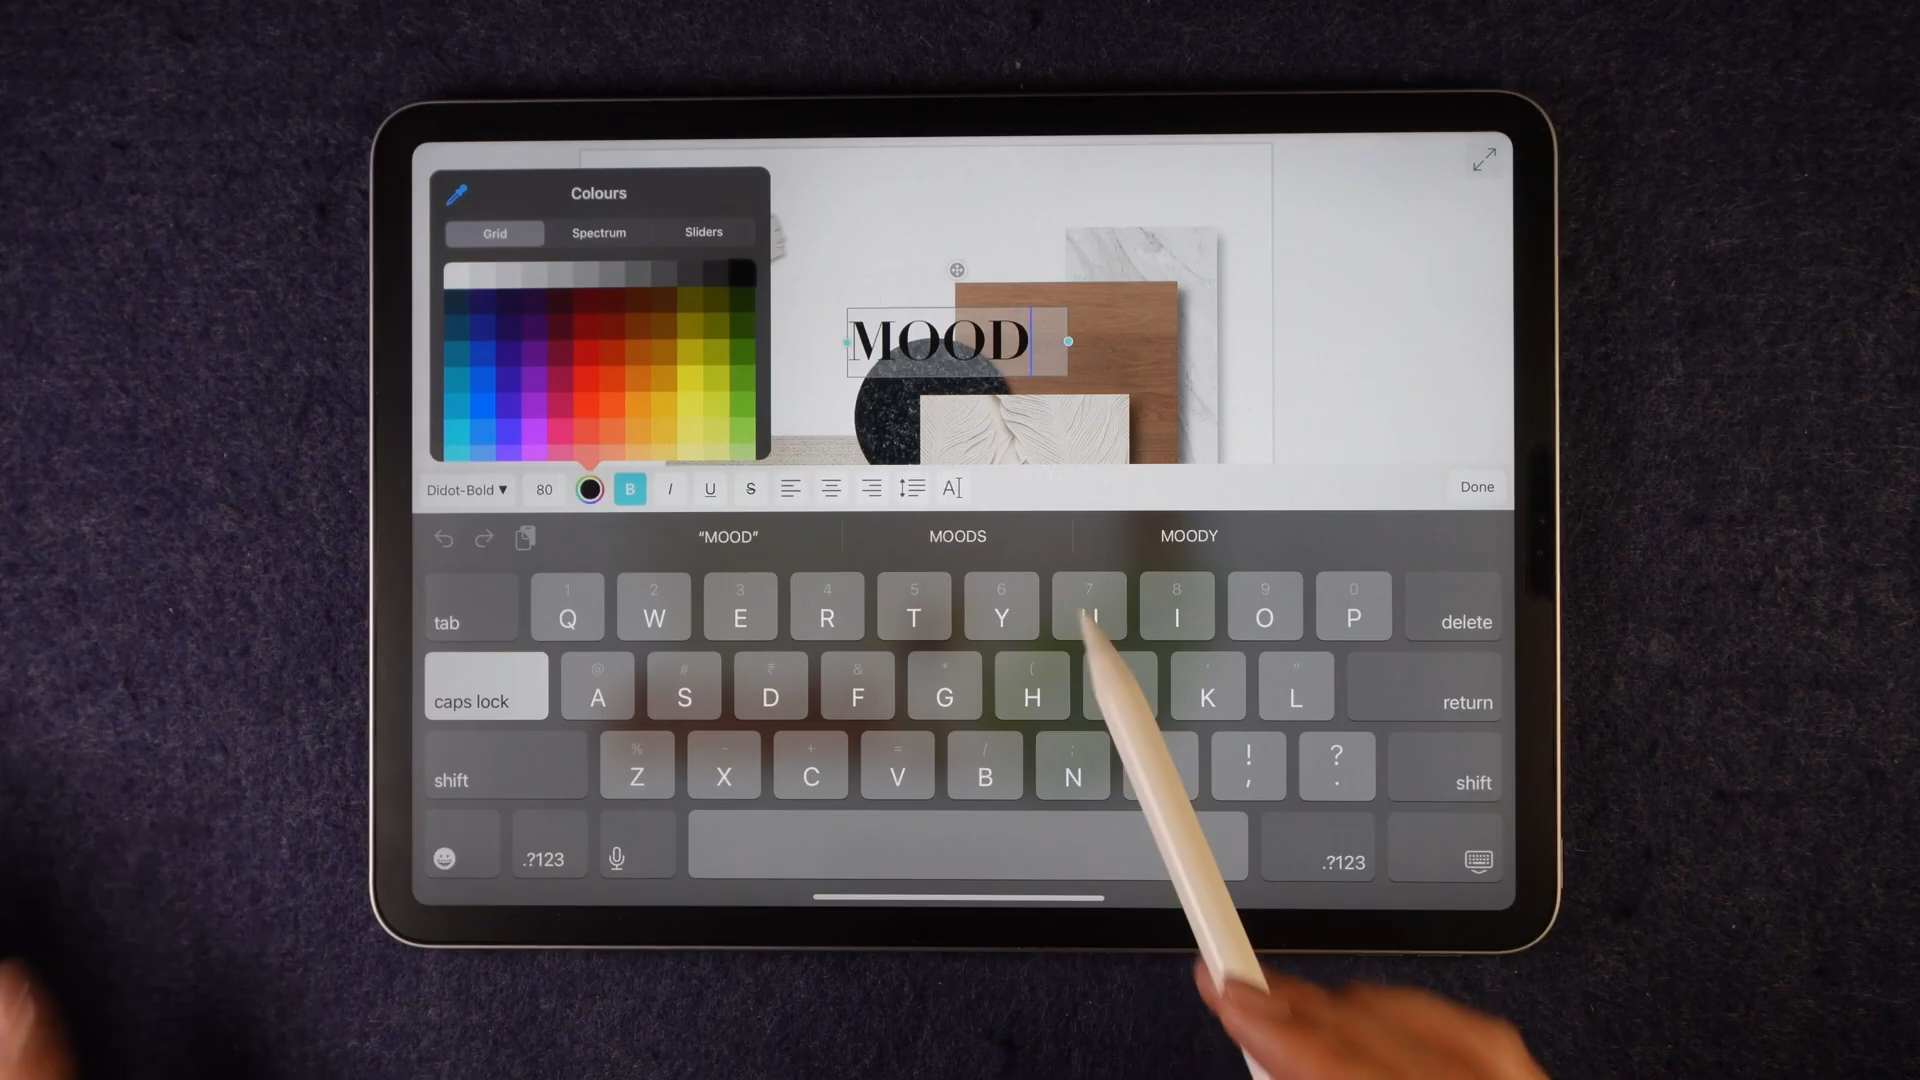 Colours
Grid Spectrum Sliders
MOOD
Didot-Bold ▼ 80 B I U S A Done
“MOOD” MOODS MOODY
1 2 3 4 5 6 7 8 9 0
tab Q W E R T Y U I O P delete
@ # ₹ & * ( ' "
caps lock A S D F G H K L return
% - + = / ;
shift Z X C V B N ! , ? . shift
.?123 .?123